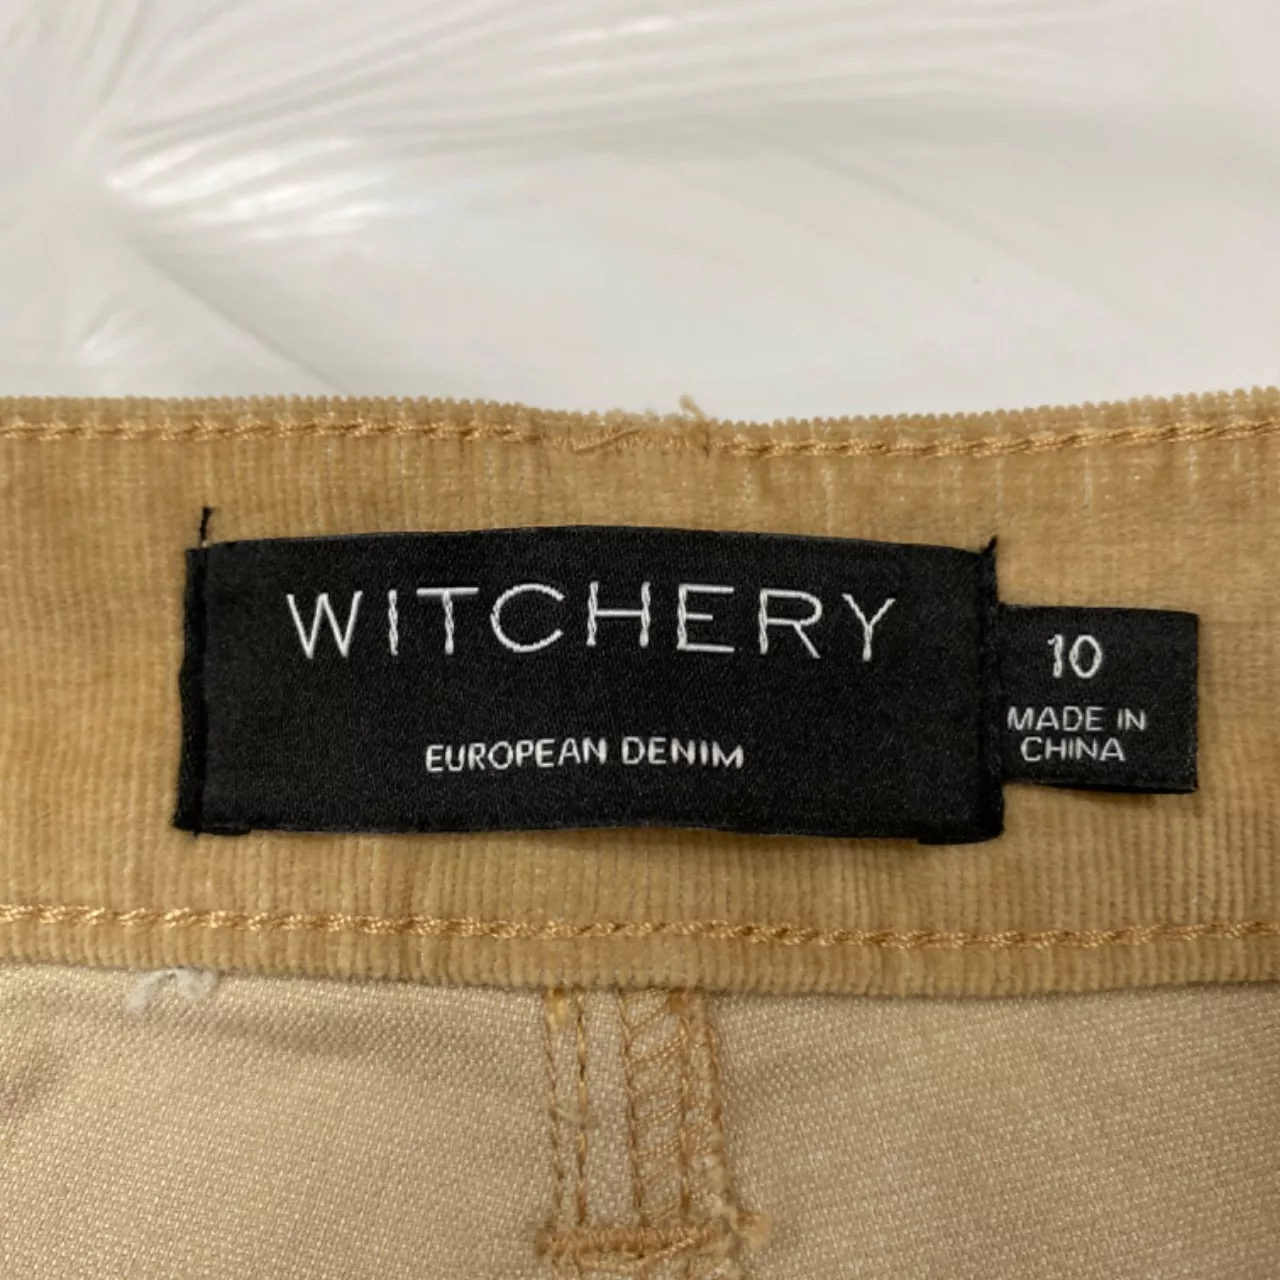 WITCHERY
EUROPEAN DENIM
10
MADE IN
CHINA